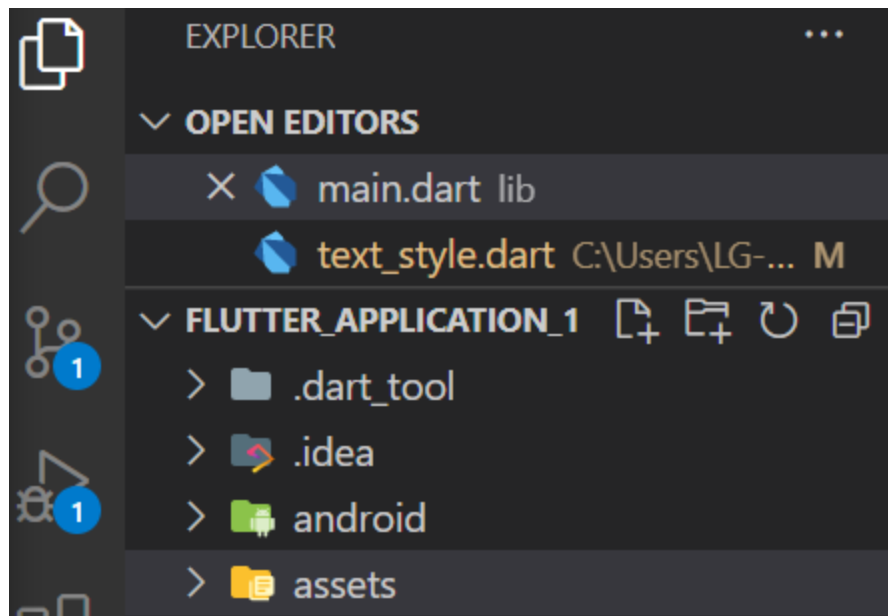 EXPLORER ...
OPEN EDITORS
main.dart lib
text_style.dart C:\Users\LG-... M
FLUTTER_APPLICATION_1
1
.dart_tool
.idea
1
android
assets